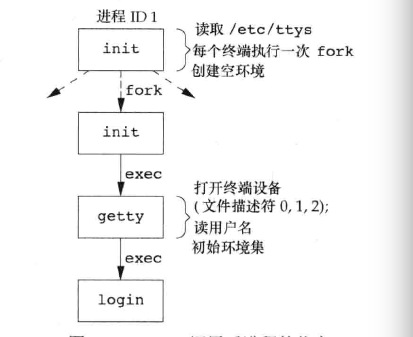 进程 ID 1
init
读取 /etc/ttys
每个终端执行一次 fork
创建空环境
fork
init
exec
getty
打开终端设备
(文件描述符 0, 1, 2);
读用户名
初始环境集
exec
login